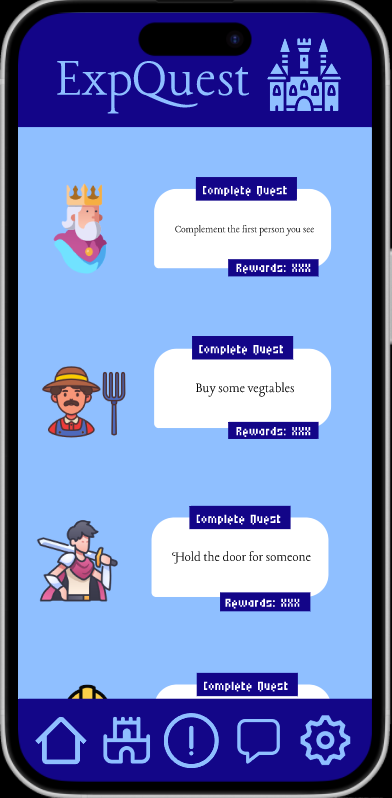 ExpQuest
Complete Quest
Complement the first person you see
Rewards: XXX
Complete Quest
Buy some vegtables
Rewards: XXX
Complete Quest
Hold the door for someone
Rewards: XXX
Complete Quest